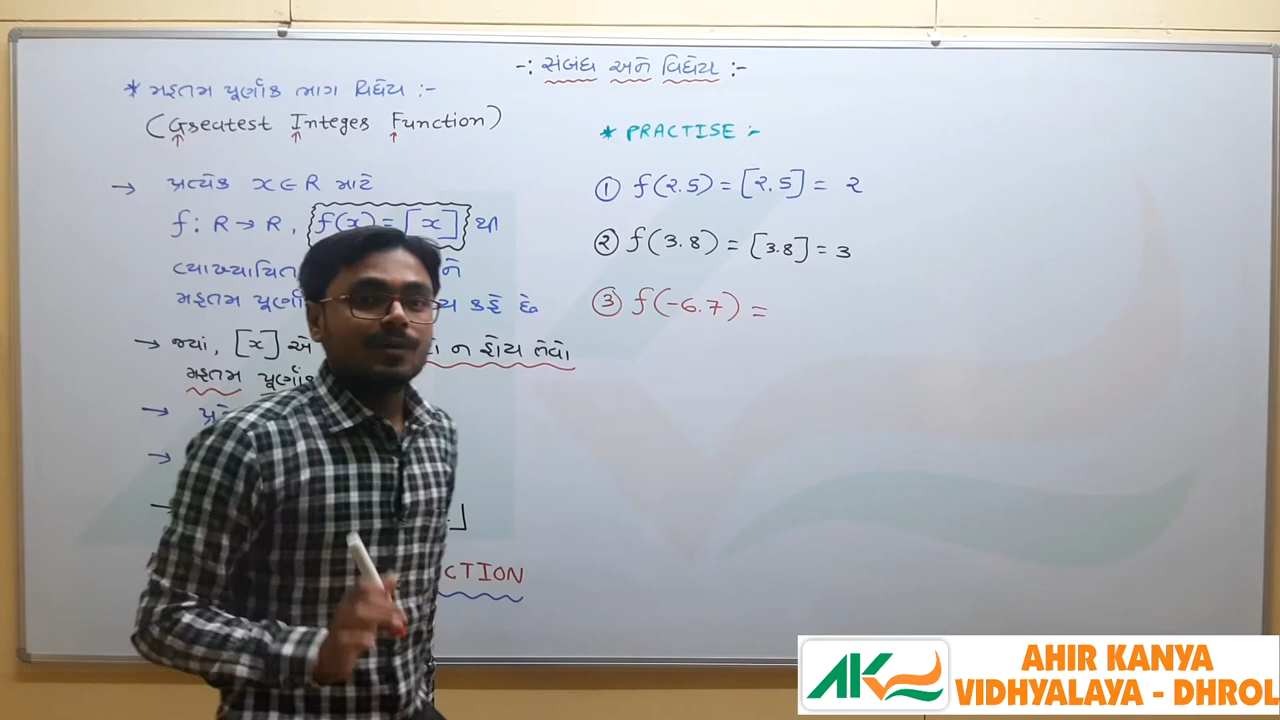 -: સંબંધ અને વિધેય :-
* મહત્તમ પૂર્ણાંક ભાગ વિધેય :-
(Greatest Integer Function)
→ પ્રત્યેક x∈R માટે
f: R → R, f(x) = [x] થી
વ્યાખ્યાયિત ને
મહત્તમ પૂર્ણાં ય કહે છે
→ જ્યાં, [x] એ ન હોય તેવો
મહત્તમ પૂર્ણાંક
→ પ્ર
→
→ ]
CTION
* PRACTISE :-
① f(2.5) = [2.5] = 2
② f(3.8) = [3.8] = 3
③ f(-6.7) =
AK
AHIR KANYA
VIDHYALAYA - DHROL